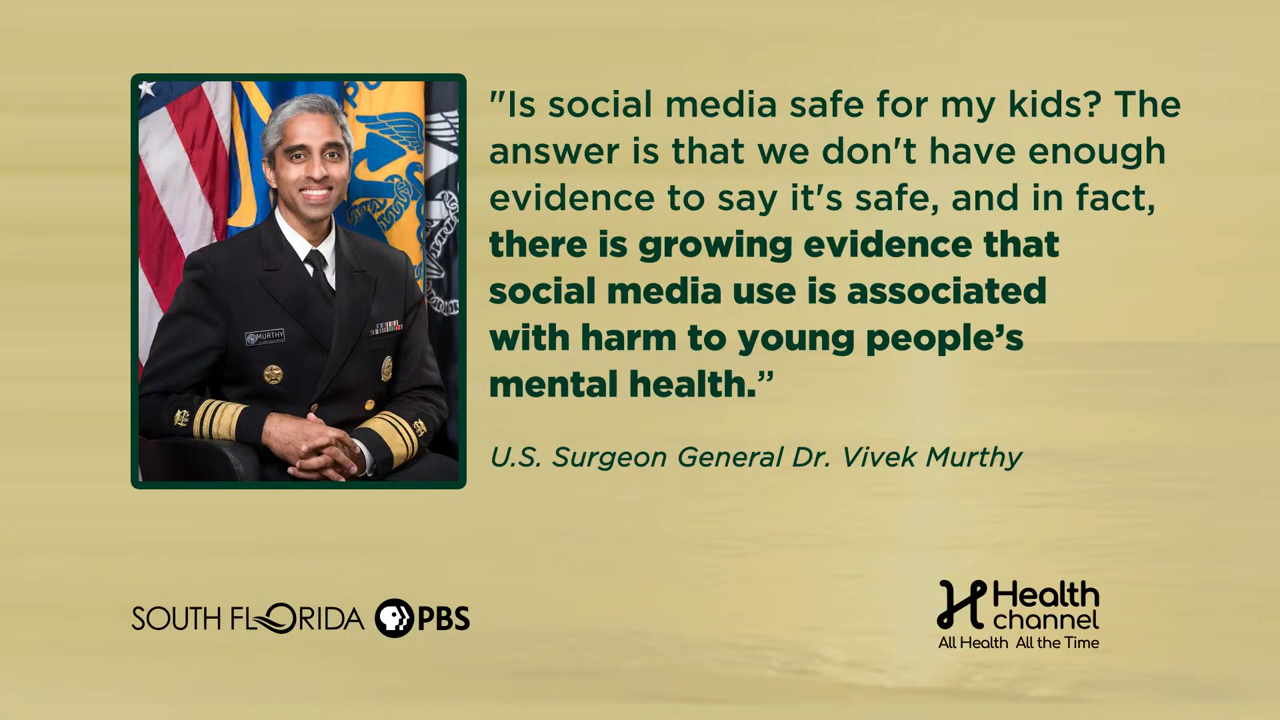 "Is social media safe for my kids? The
answer is that we don't have enough
evidence to say it's safe, and in fact,
there is growing evidence that
social media use is associated
with harm to young people’s
mental health.”
U.S. Surgeon General Dr. Vivek Murthy
MURTHY
SOUTH FLORIDA PBS
Health
channel
All Health All the Time